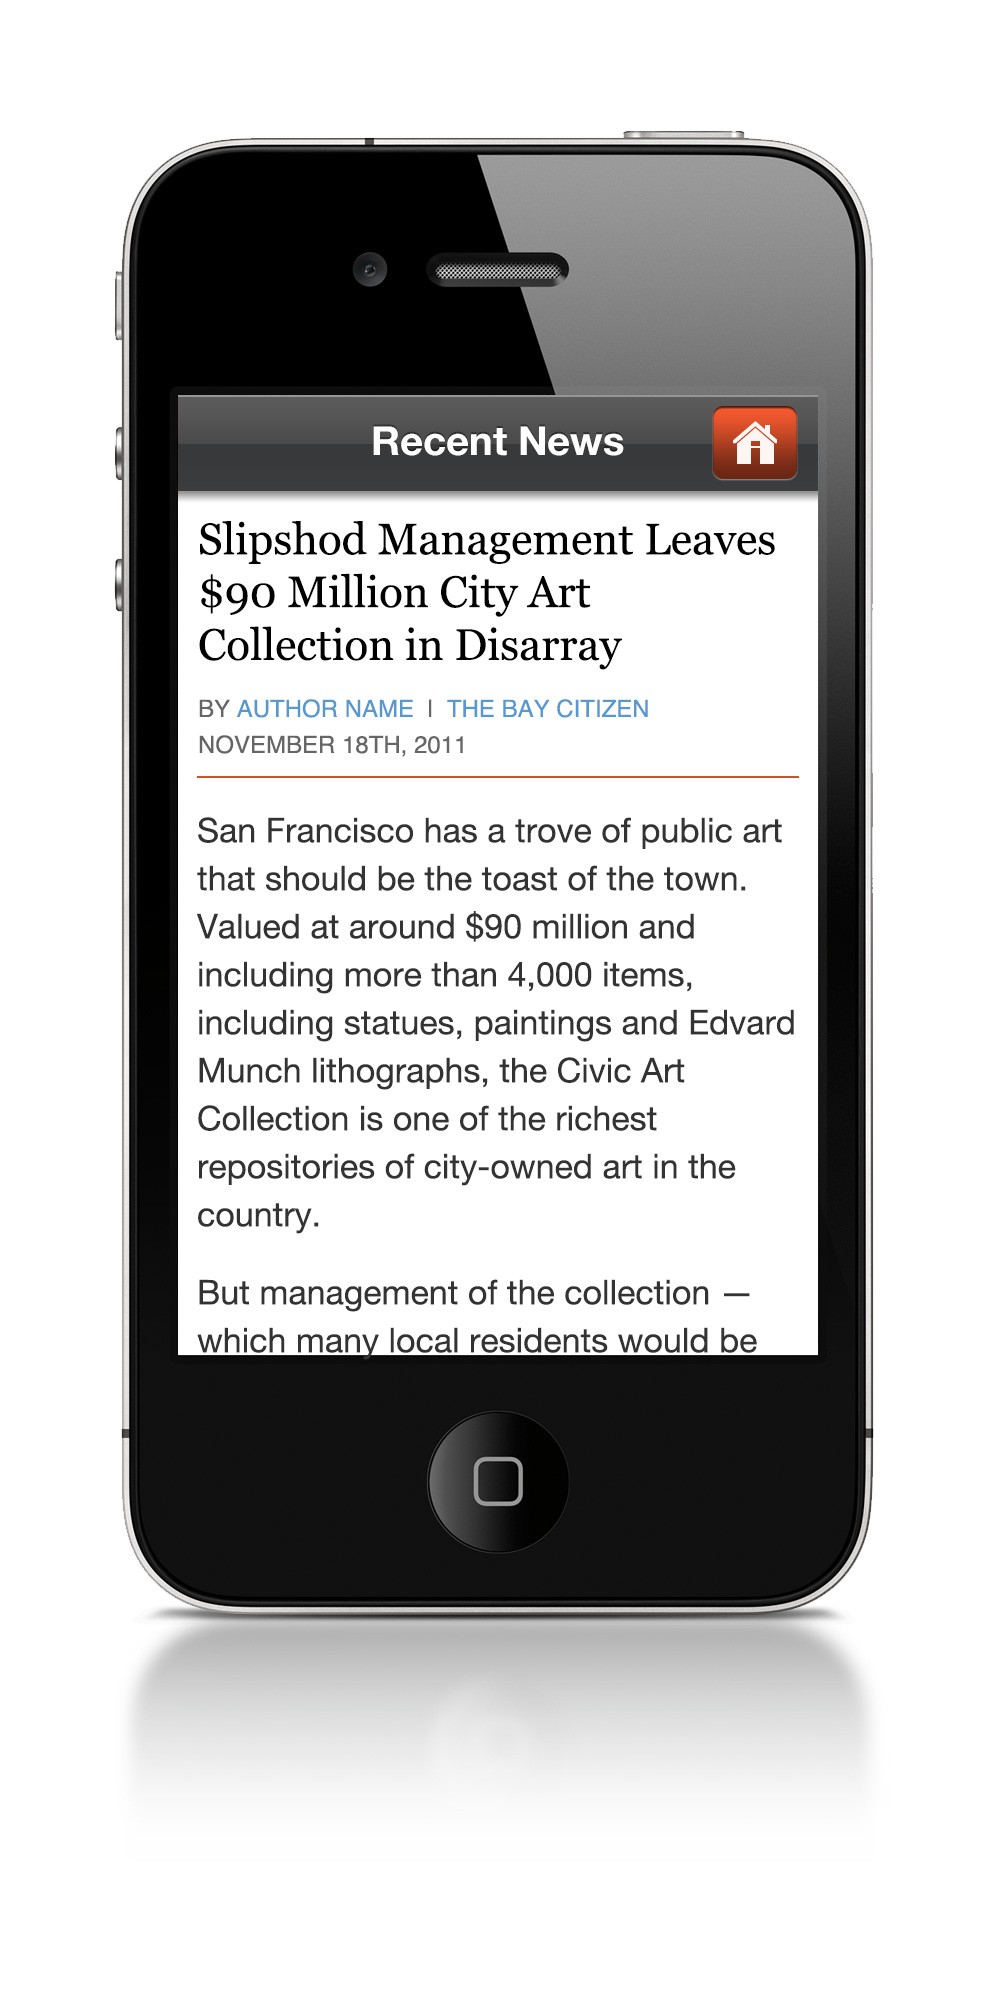 Recent News
Slipshod Management Leaves
$90 Million City Art
Collection in Disarray
BY AUTHOR NAME | THE BAY CITIZEN
NOVEMBER 18TH, 2011
San Francisco has a trove of public art
that should be the toast of the town.
Valued at around $90 million and
including more than 4,000 items,
including statues, paintings and Edvard
Munch lithographs, the Civic Art
Collection is one of the richest
repositories of city-owned art in the
country.
But management of the collection —
which many local residents would be